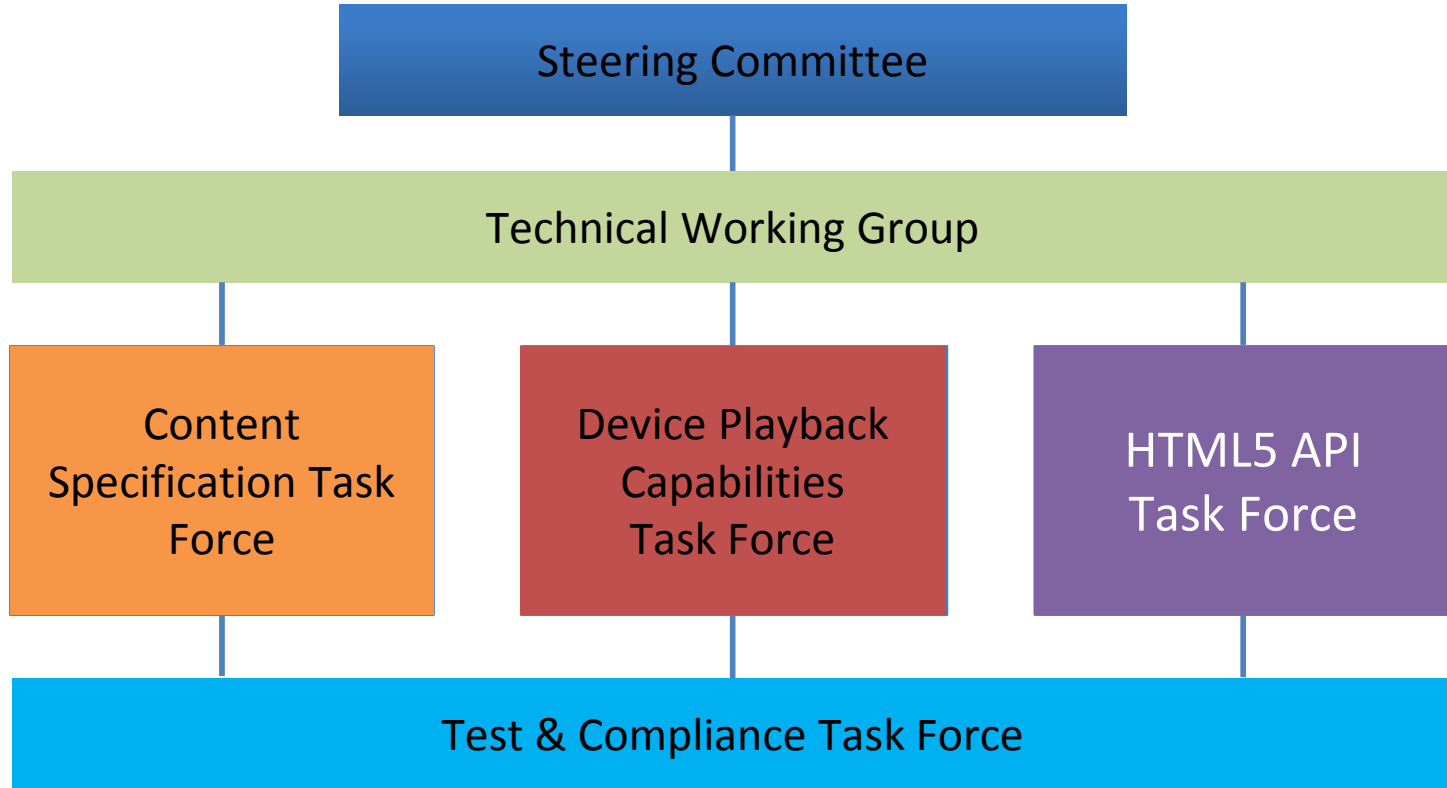 Steering Committee
Technical Working Group
Content
Specification Task
Force
Device Playback
Capabilities
Task Force
HTML5 API
Task Force
Test & Compliance Task Force